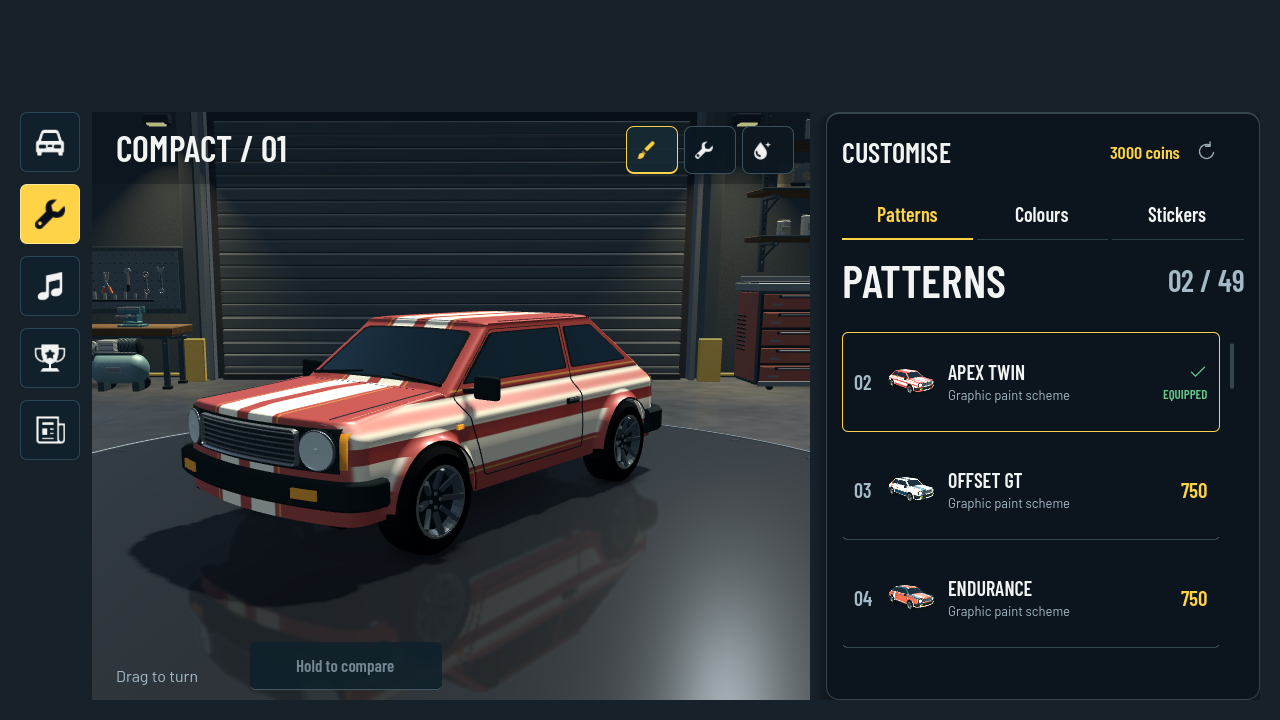 COMPACT / 01
CUSTOMISE
3000 coins
Patterns
Colours
Stickers
PATTERNS
02 / 49
02
APEX TWIN
Graphic paint scheme
EQUIPPED
03
OFFSET GT
Graphic paint scheme
750
04
ENDURANCE
Graphic paint scheme
750
Drag to turn
Hold to compare